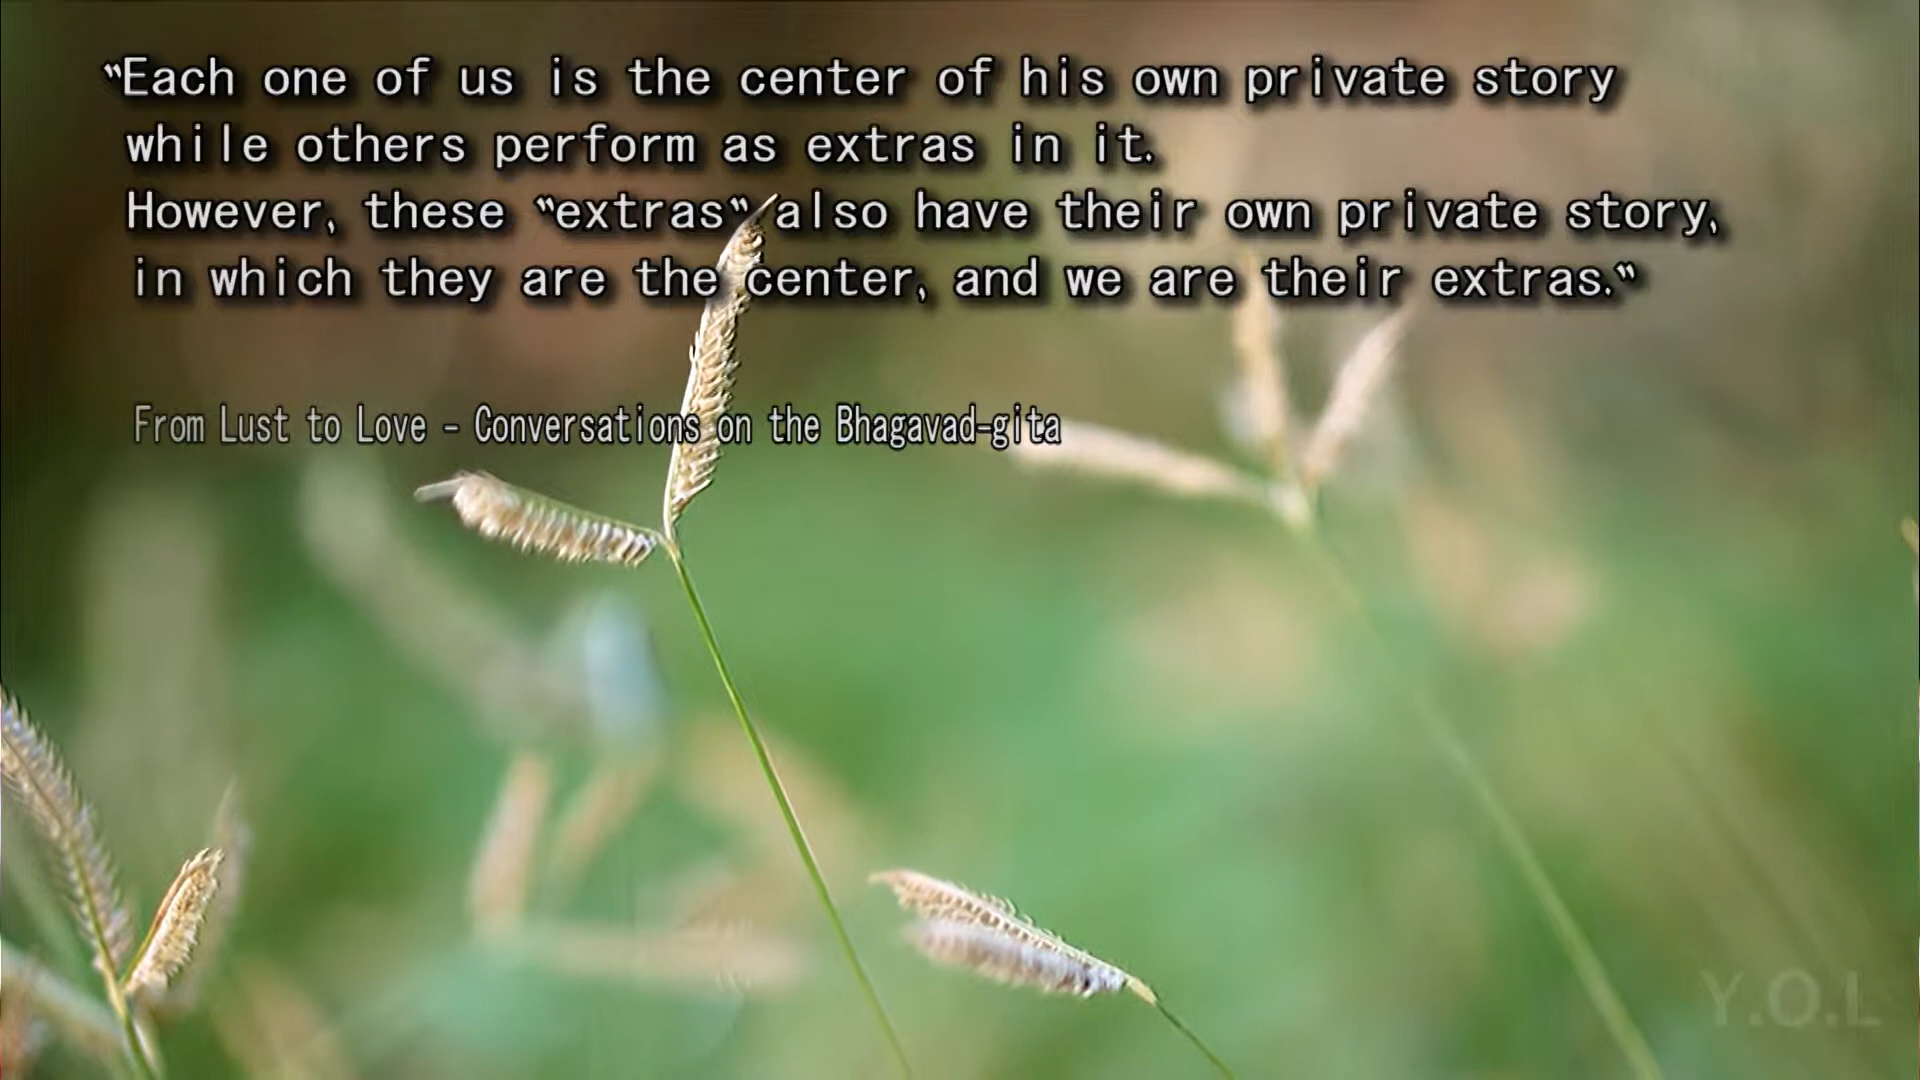 “Each one of us is the center of his own private story
while others perform as extras in it.
However, these “extras” also have their own private story,
in which they are the center, and we are their extras.”
From Lust to Love - Conversations on the Bhagavad-gita
Y.O.L